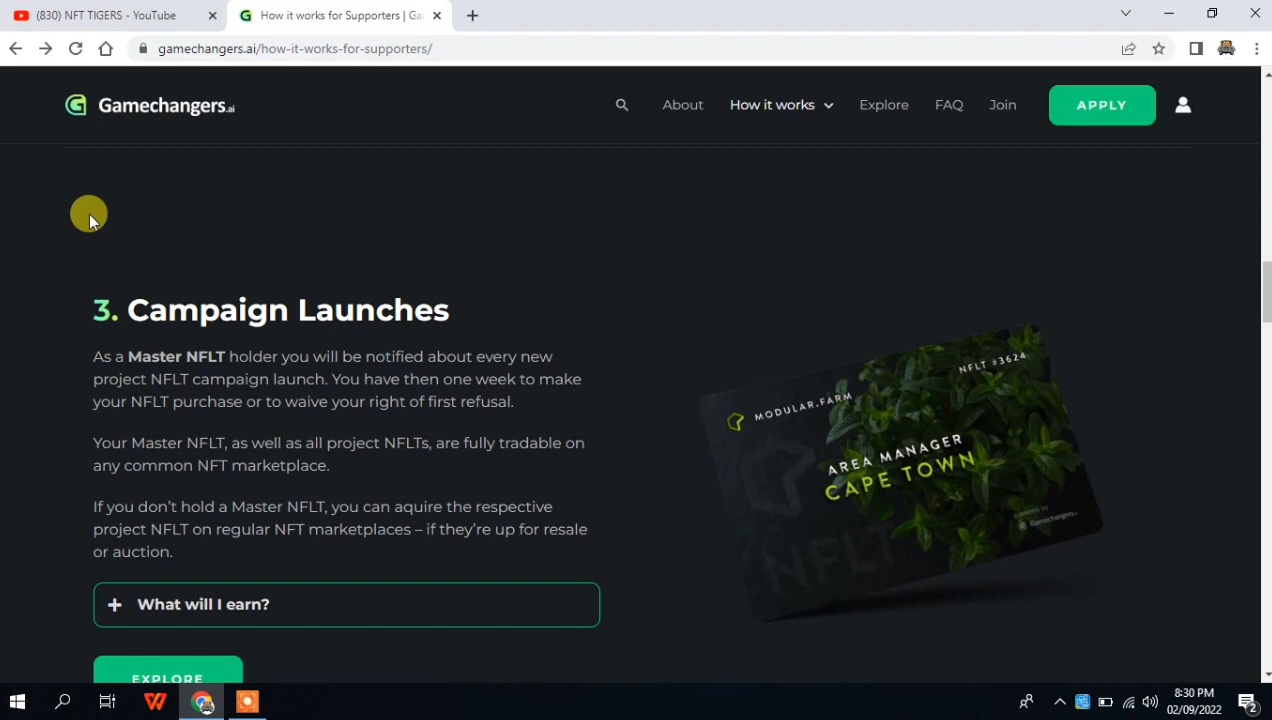 (830) NFT TIGERS - YouTube
How it works for Supporters | Ga
gamechangers.ai/how-it-works-for-supporters/
Gamechangers.ai
About
How it works
Explore
FAQ
Join
APPLY
3. Campaign Launches
As a Master NFLT holder you will be notified about every new
project NFLT campaign launch. You have then one week to make
your NFLT purchase or to waive your right of first refusal.
Your Master NFLT, as well as all project NFLTs, are fully tradable on
any common NFT marketplace.
If you don’t hold a Master NFLT, you can aquire the respective
project NFLT on regular NFT marketplaces – if they’re up for resale
or auction.
+ What will I earn?
EXPLORE
NFLT #3624
MODULAR.FARM
AREA MANAGER
CAPE TOWN
powered by
Gamechangers.ai
NFLT
8:30 PM
02/09/2022
2